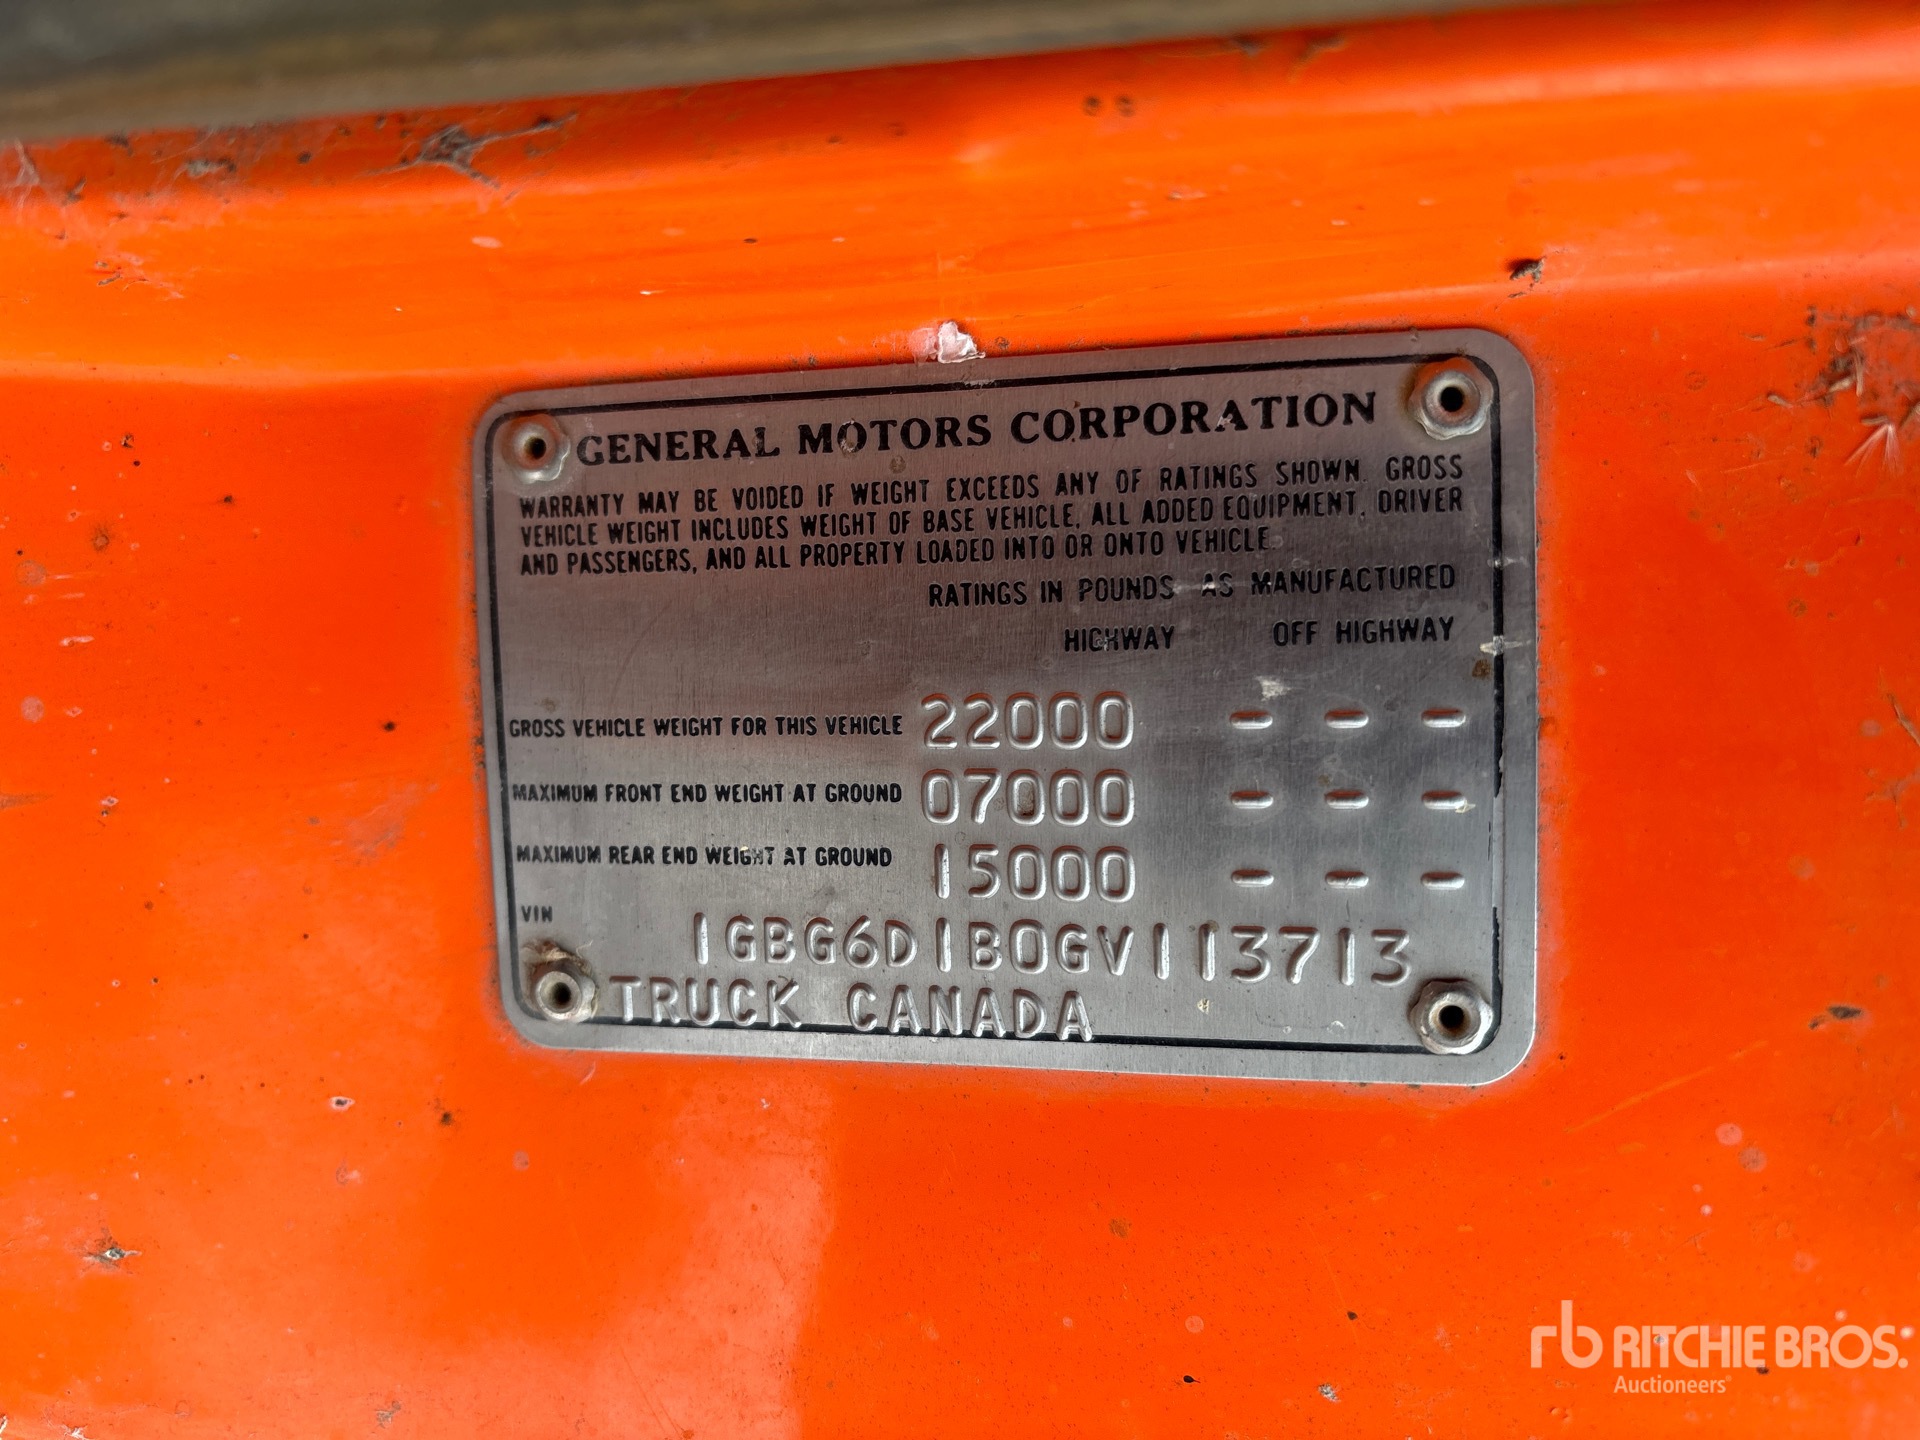 GENERAL MOTORS CORPORATION
WARRANTY MAY BE VOIDED IF WEIGHT EXCEEDS ANY OF RATINGS SHOWN. GROSS
VEHICLE WEIGHT INCLUDES WEIGHT OF BASE VEHICLE, ALL ADDED EQUIPMENT, DRIVER
AND PASSENGERS, AND ALL PROPERTY LOADED INTO OR ONTO VEHICLE.
RATINGS IN POUNDS AS MANUFACTURED
HIGHWAY OFF HIGHWAY
GROSS VEHICLE WEIGHT FOR THIS VEHICLE 22000 - - -
MAXIMUM FRONT END WEIGHT AT GROUND 07000 - - -
MAXIMUM REAR END WEIGHT AT GROUND 15000 - - -
VIN 1GBG6D1B0GV113713
TRUCK CANADA
rb RITCHIE BROS.
Auctioneers